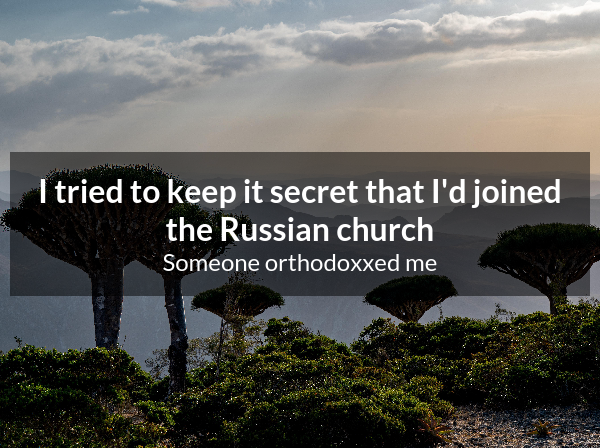 I tried to keep it secret that I'd joined
the Russian church
Someone orthodoxxed me